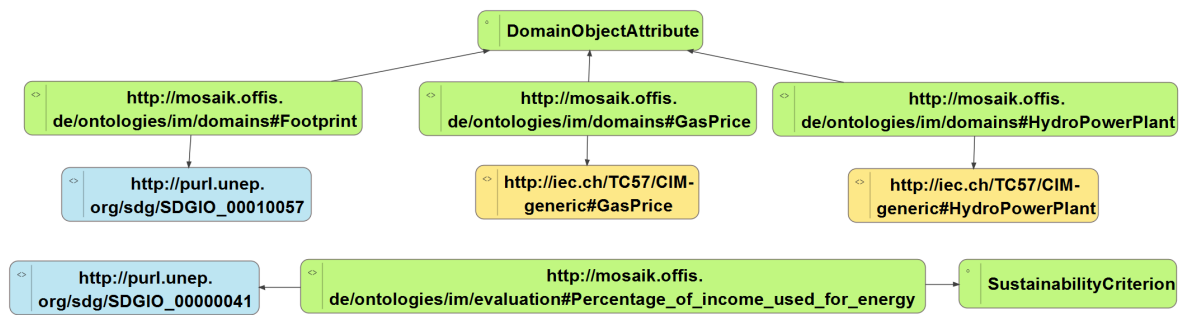 DomainObjectAttribute
http://mosaik.offis.
de/ontologies/im/domains#Footprint
http://mosaik.offis.
de/ontologies/im/domains#GasPrice
http://mosaik.offis.
de/ontologies/im/domains#HydroPowerPlant
http://purl.unep.
org/sdg/SDGIO_00010057
http://iec.ch/TC57/CIM-
generic#GasPrice
http://iec.ch/TC57/CIM-
generic#HydroPowerPlant
http://purl.unep.
org/sdg/SDGIO_00000041
http://mosaik.offis.
de/ontologies/im/evaluation#Percentage_of_income_used_for_energy
SustainabilityCriterion